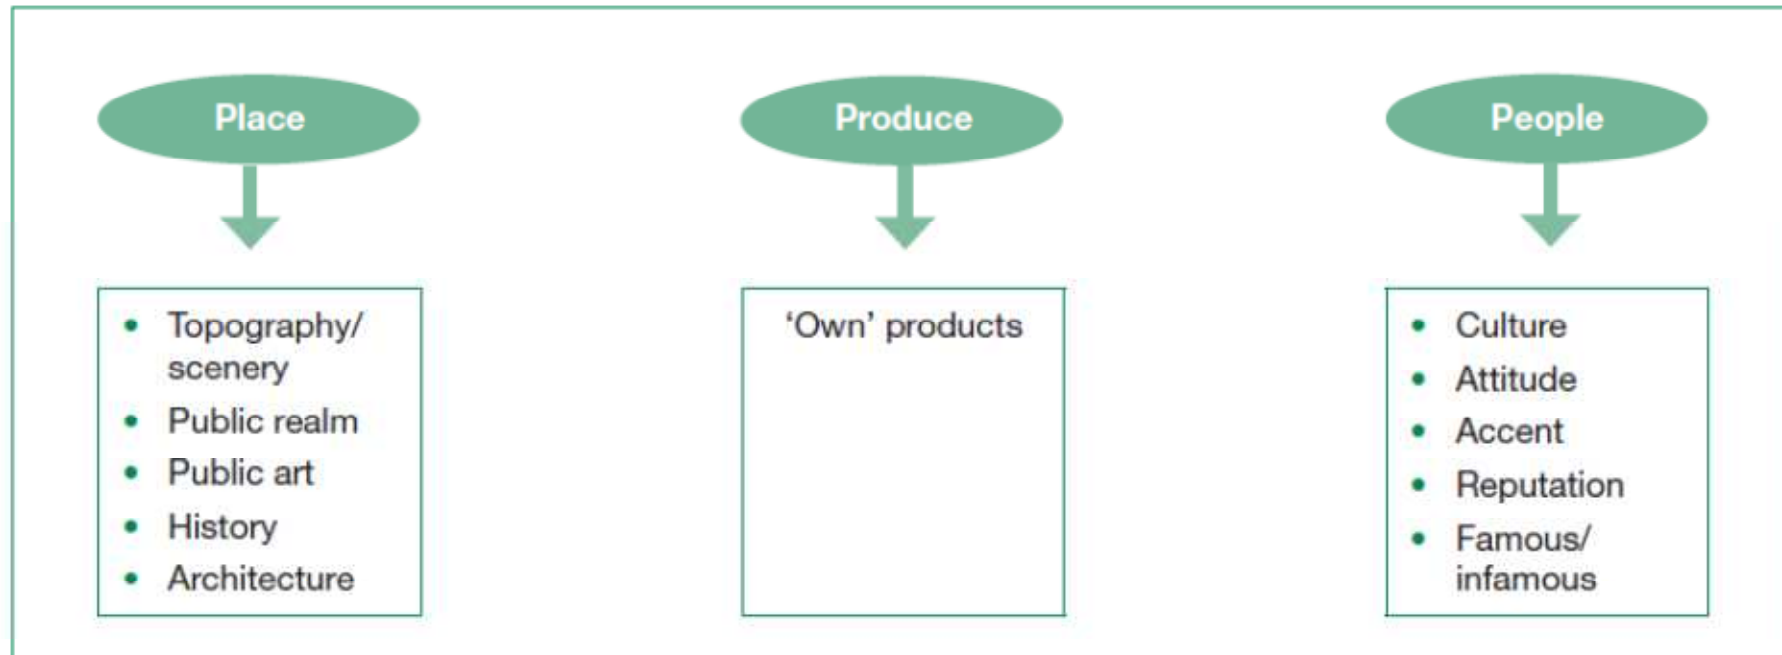 Place
Produce
People
• Topography/
scenery
• Public realm
• Public art
• History
• Architecture
‘Own’ products
• Culture
• Attitude
• Accent
• Reputation
• Famous/
infamous